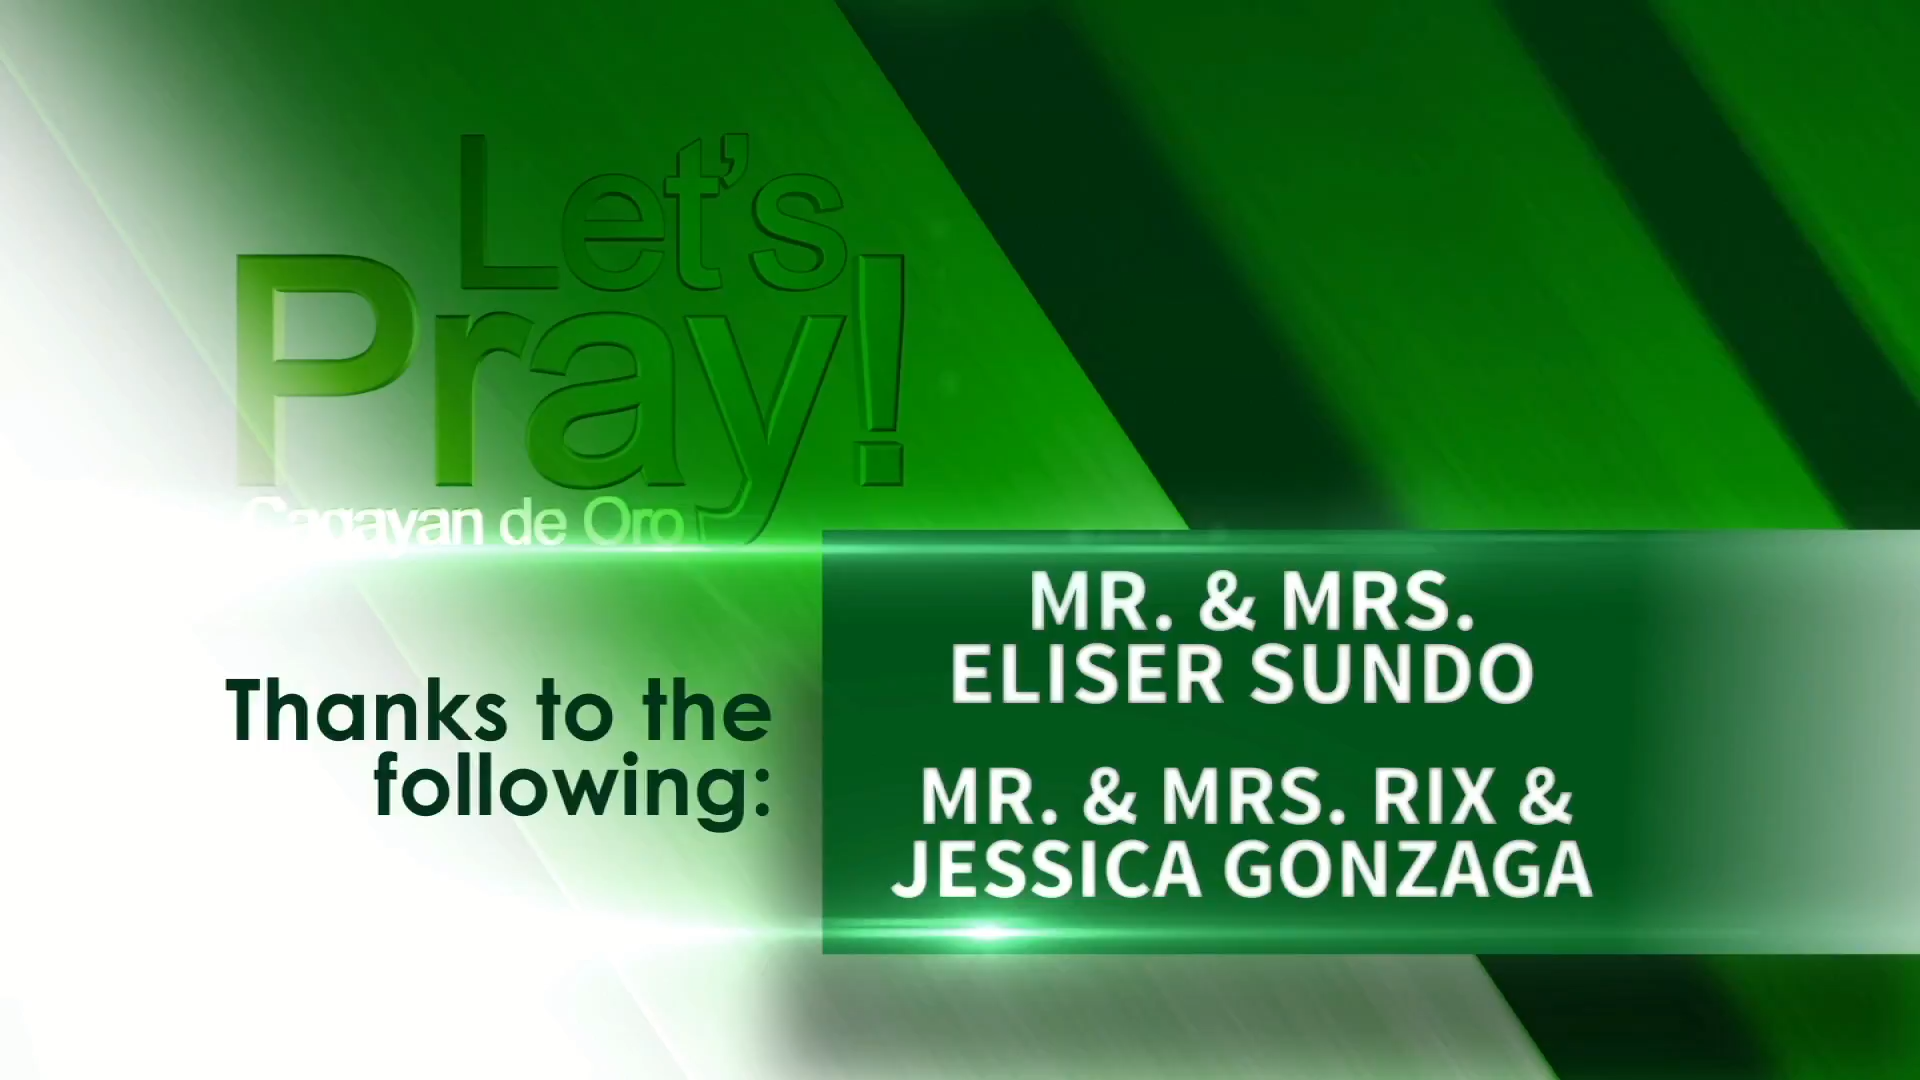 Let's
Pray!
Cagayan de Oro
Thanks to the
following:
MR. & MRS.
ELISER SUNDO
MR. & MRS. RIX &
JESSICA GONZAGA